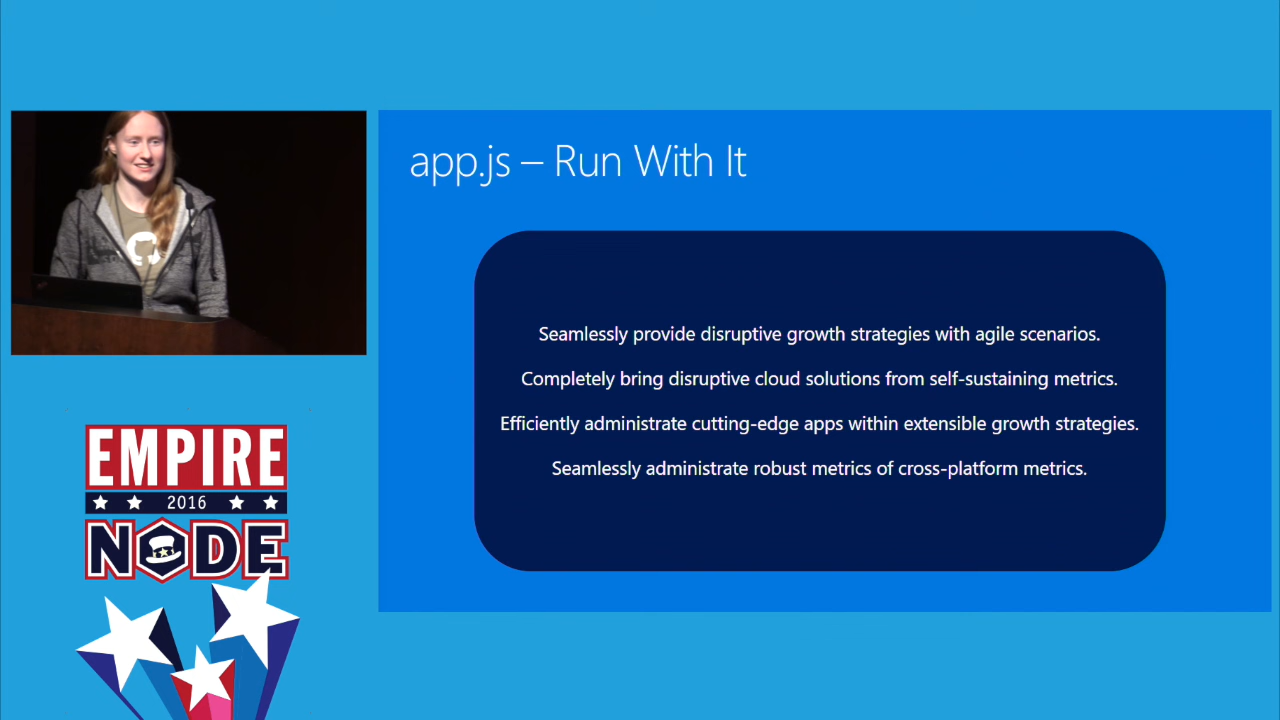 app.js – Run With It
Seamlessly provide disruptive growth strategies with agile scenarios.
Completely bring disruptive cloud solutions from self-sustaining metrics.
Efficiently administrate cutting-edge apps within extensible growth strategies.
Seamlessly administrate robust metrics of cross-platform metrics.
EMPIRE
2016
NODE